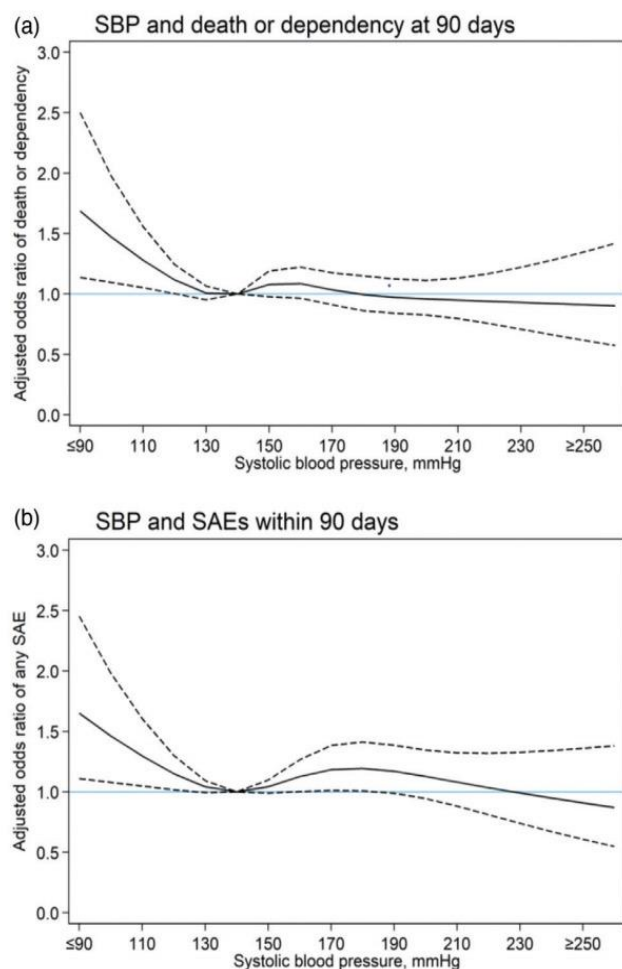 (a) SBP and death or dependency at 90 days
Adjusted odds ratio of death or dependency
3.0
2.5
2.0
1.5
1.0
0.5
0.0
≤90 110 130 150 170 190 210 230 ≥250
Systolic blood pressure, mmHg
(b) SBP and SAEs within 90 days
Adjusted odds ratio of any SAE
3.0
2.5
2.0
1.5
1.0
0.5
0.0
≤90 110 130 150 170 190 210 230 ≥250
Systolic blood pressure, mmHg